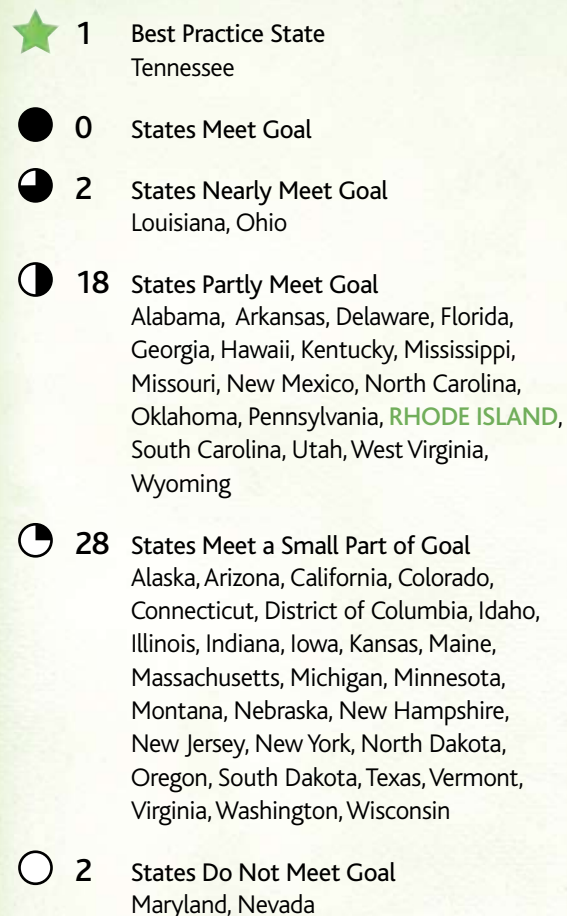 1 Best Practice State
Tennessee
0 States Meet Goal
2 States Nearly Meet Goal
Louisiana, Ohio
18 States Partly Meet Goal
Alabama, Arkansas, Delaware, Florida,
Georgia, Hawaii, Kentucky, Mississippi,
Missouri, New Mexico, North Carolina,
Oklahoma, Pennsylvania, RHODE ISLAND,
South Carolina, Utah, West Virginia,
Wyoming
28 States Meet a Small Part of Goal
Alaska, Arizona, California, Colorado,
Connecticut, District of Columbia, Idaho,
Illinois, Indiana, Iowa, Kansas, Maine,
Massachusetts, Michigan, Minnesota,
Montana, Nebraska, New Hampshire,
New Jersey, New York, North Dakota,
Oregon, South Dakota, Texas, Vermont,
Virginia, Washington, Wisconsin
2 States Do Not Meet Goal
Maryland, Nevada